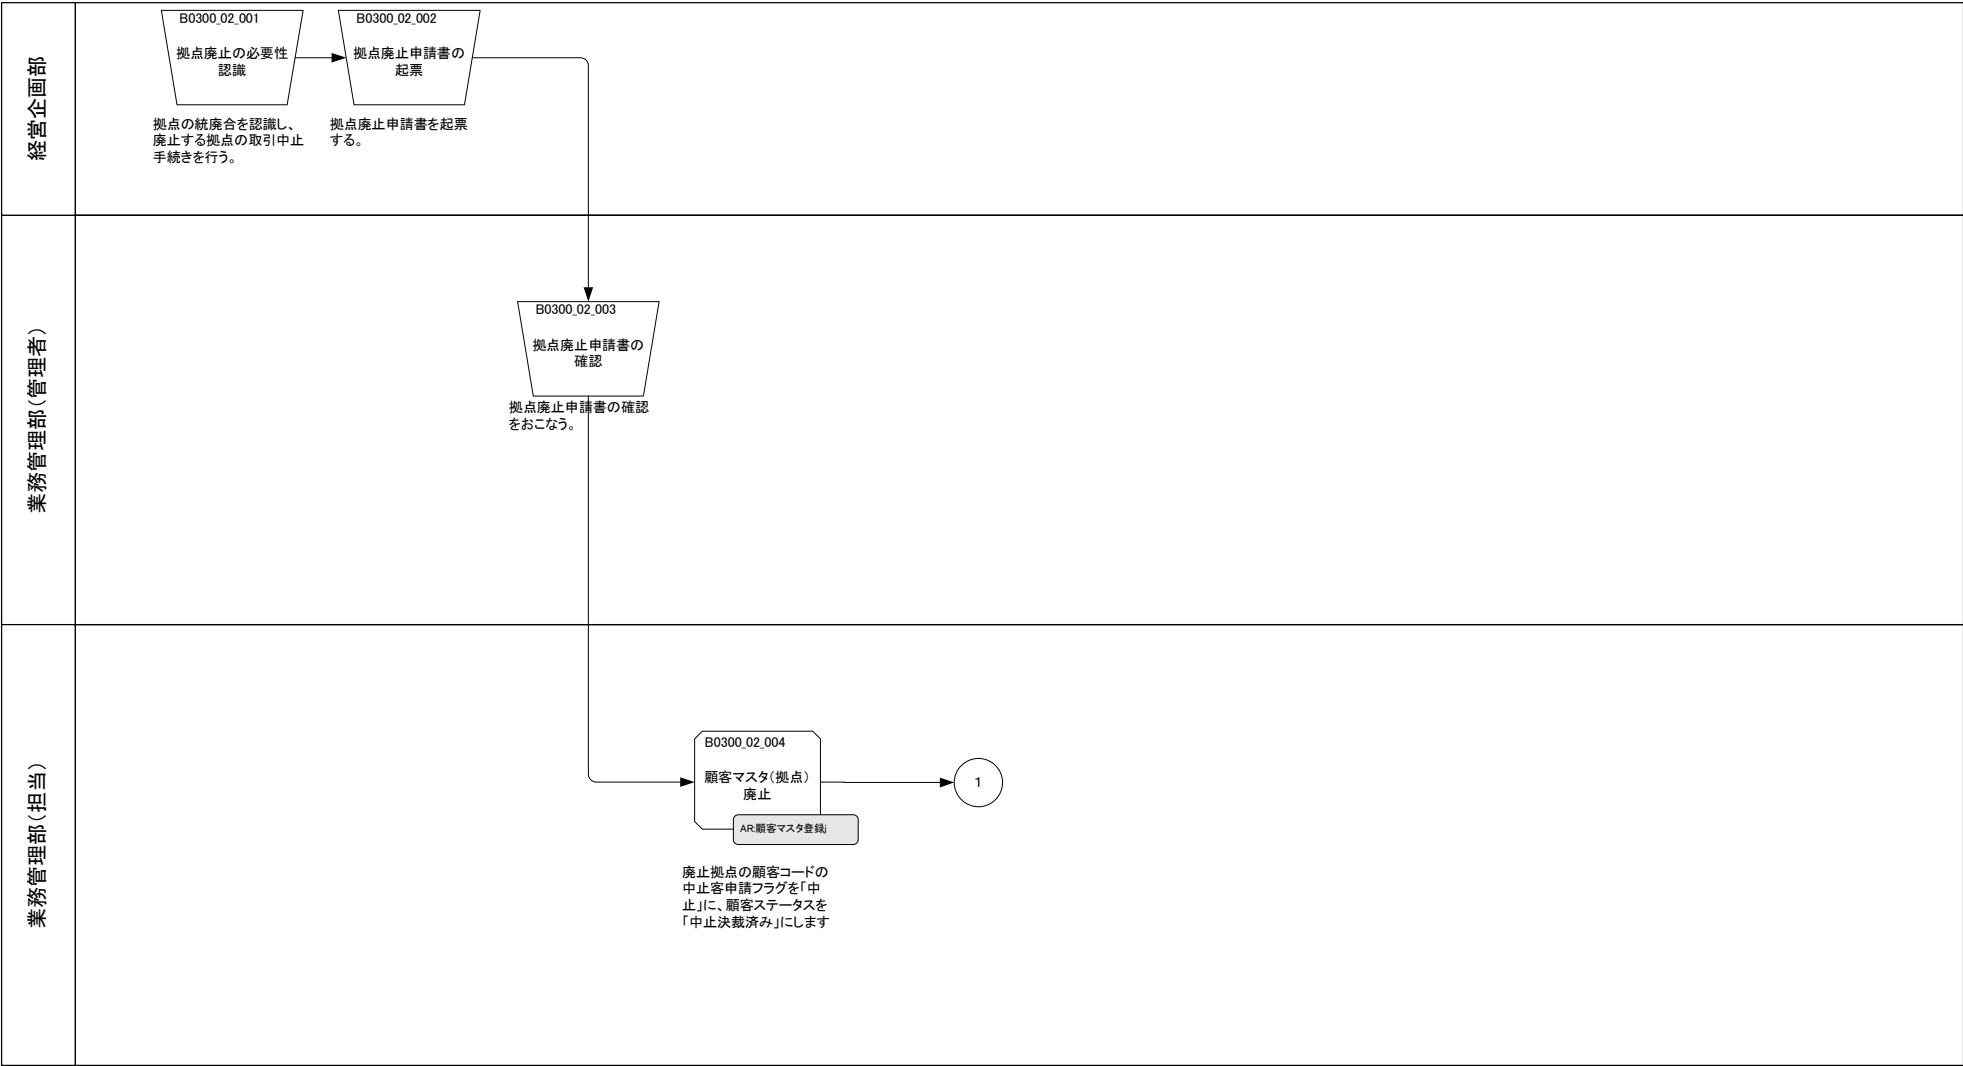 経営企画部
B0300_02_001
拠点廃止の必要性
認識
拠点の統廃合を認識し、
廃止する拠点の取引中止
手続きを行う。
B0300_02_002
拠点廃止申請書の
起票
拠点廃止申請書を起票
する。
業務管理部（管理者）
B0300_02_003
拠点廃止申請書の
確認
拠点廃止申請書の確認
をおこなう。
業務管理部（担当）
B0300_02_004
顧客マスタ（拠点）
廃止
AR:顧客マスタ登録j
廃止拠点の顧客コードの
中止客申請フラグを「中
止」に、顧客ステータスを
「中止決裁済み」にします
1